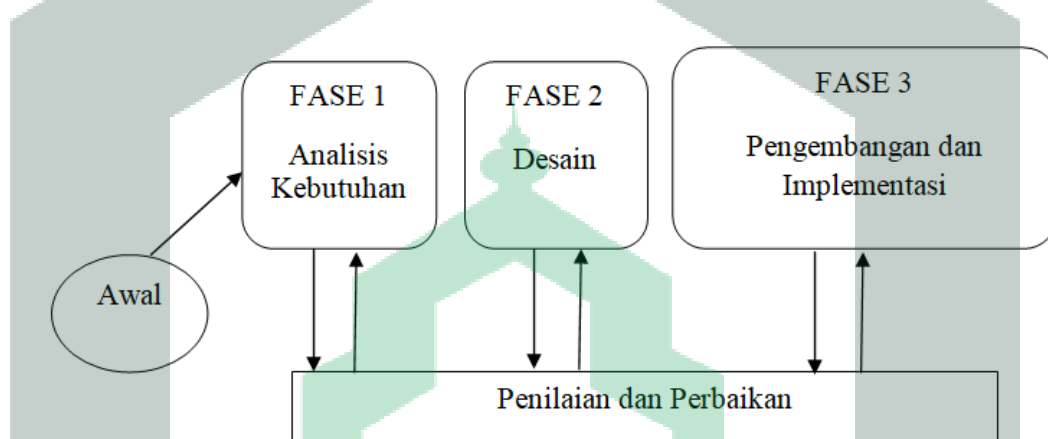 FASE 1
Analisis
Kebutuhan
FASE 2
Desain
FASE 3
Pengembangan dan
Implementasi
Awal
Penilaian dan Perbaikan